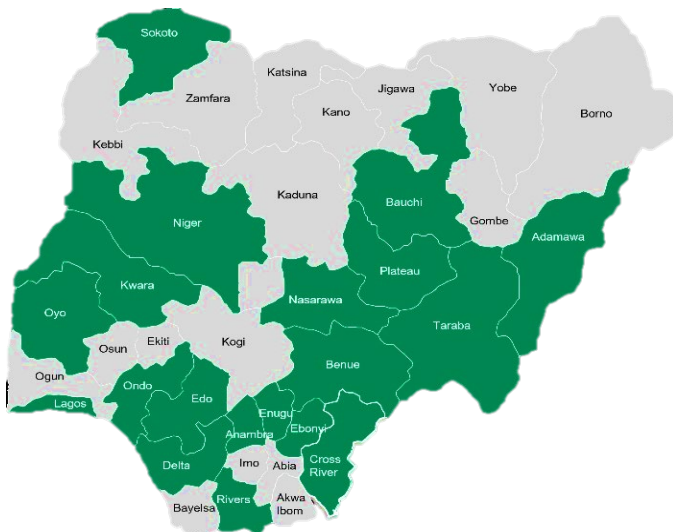 Sokoto
Katsina
Jigawa
Yobe
Zamfara
Kano
Borno
Kebbi
Kaduna
Bauchi
Niger
Gombe
Adamawa
Plateau
Kwara
Nasarawa
Oyo
Taraba
Osun
Ekiti
Kogi
Benue
Ogun
Ondo
Edo
Lagos
Enugu
Ebonyi
Anambra
Delta
Imo
Abia
Cross
River
Rivers
Akwa
Ibom
Bayelsa